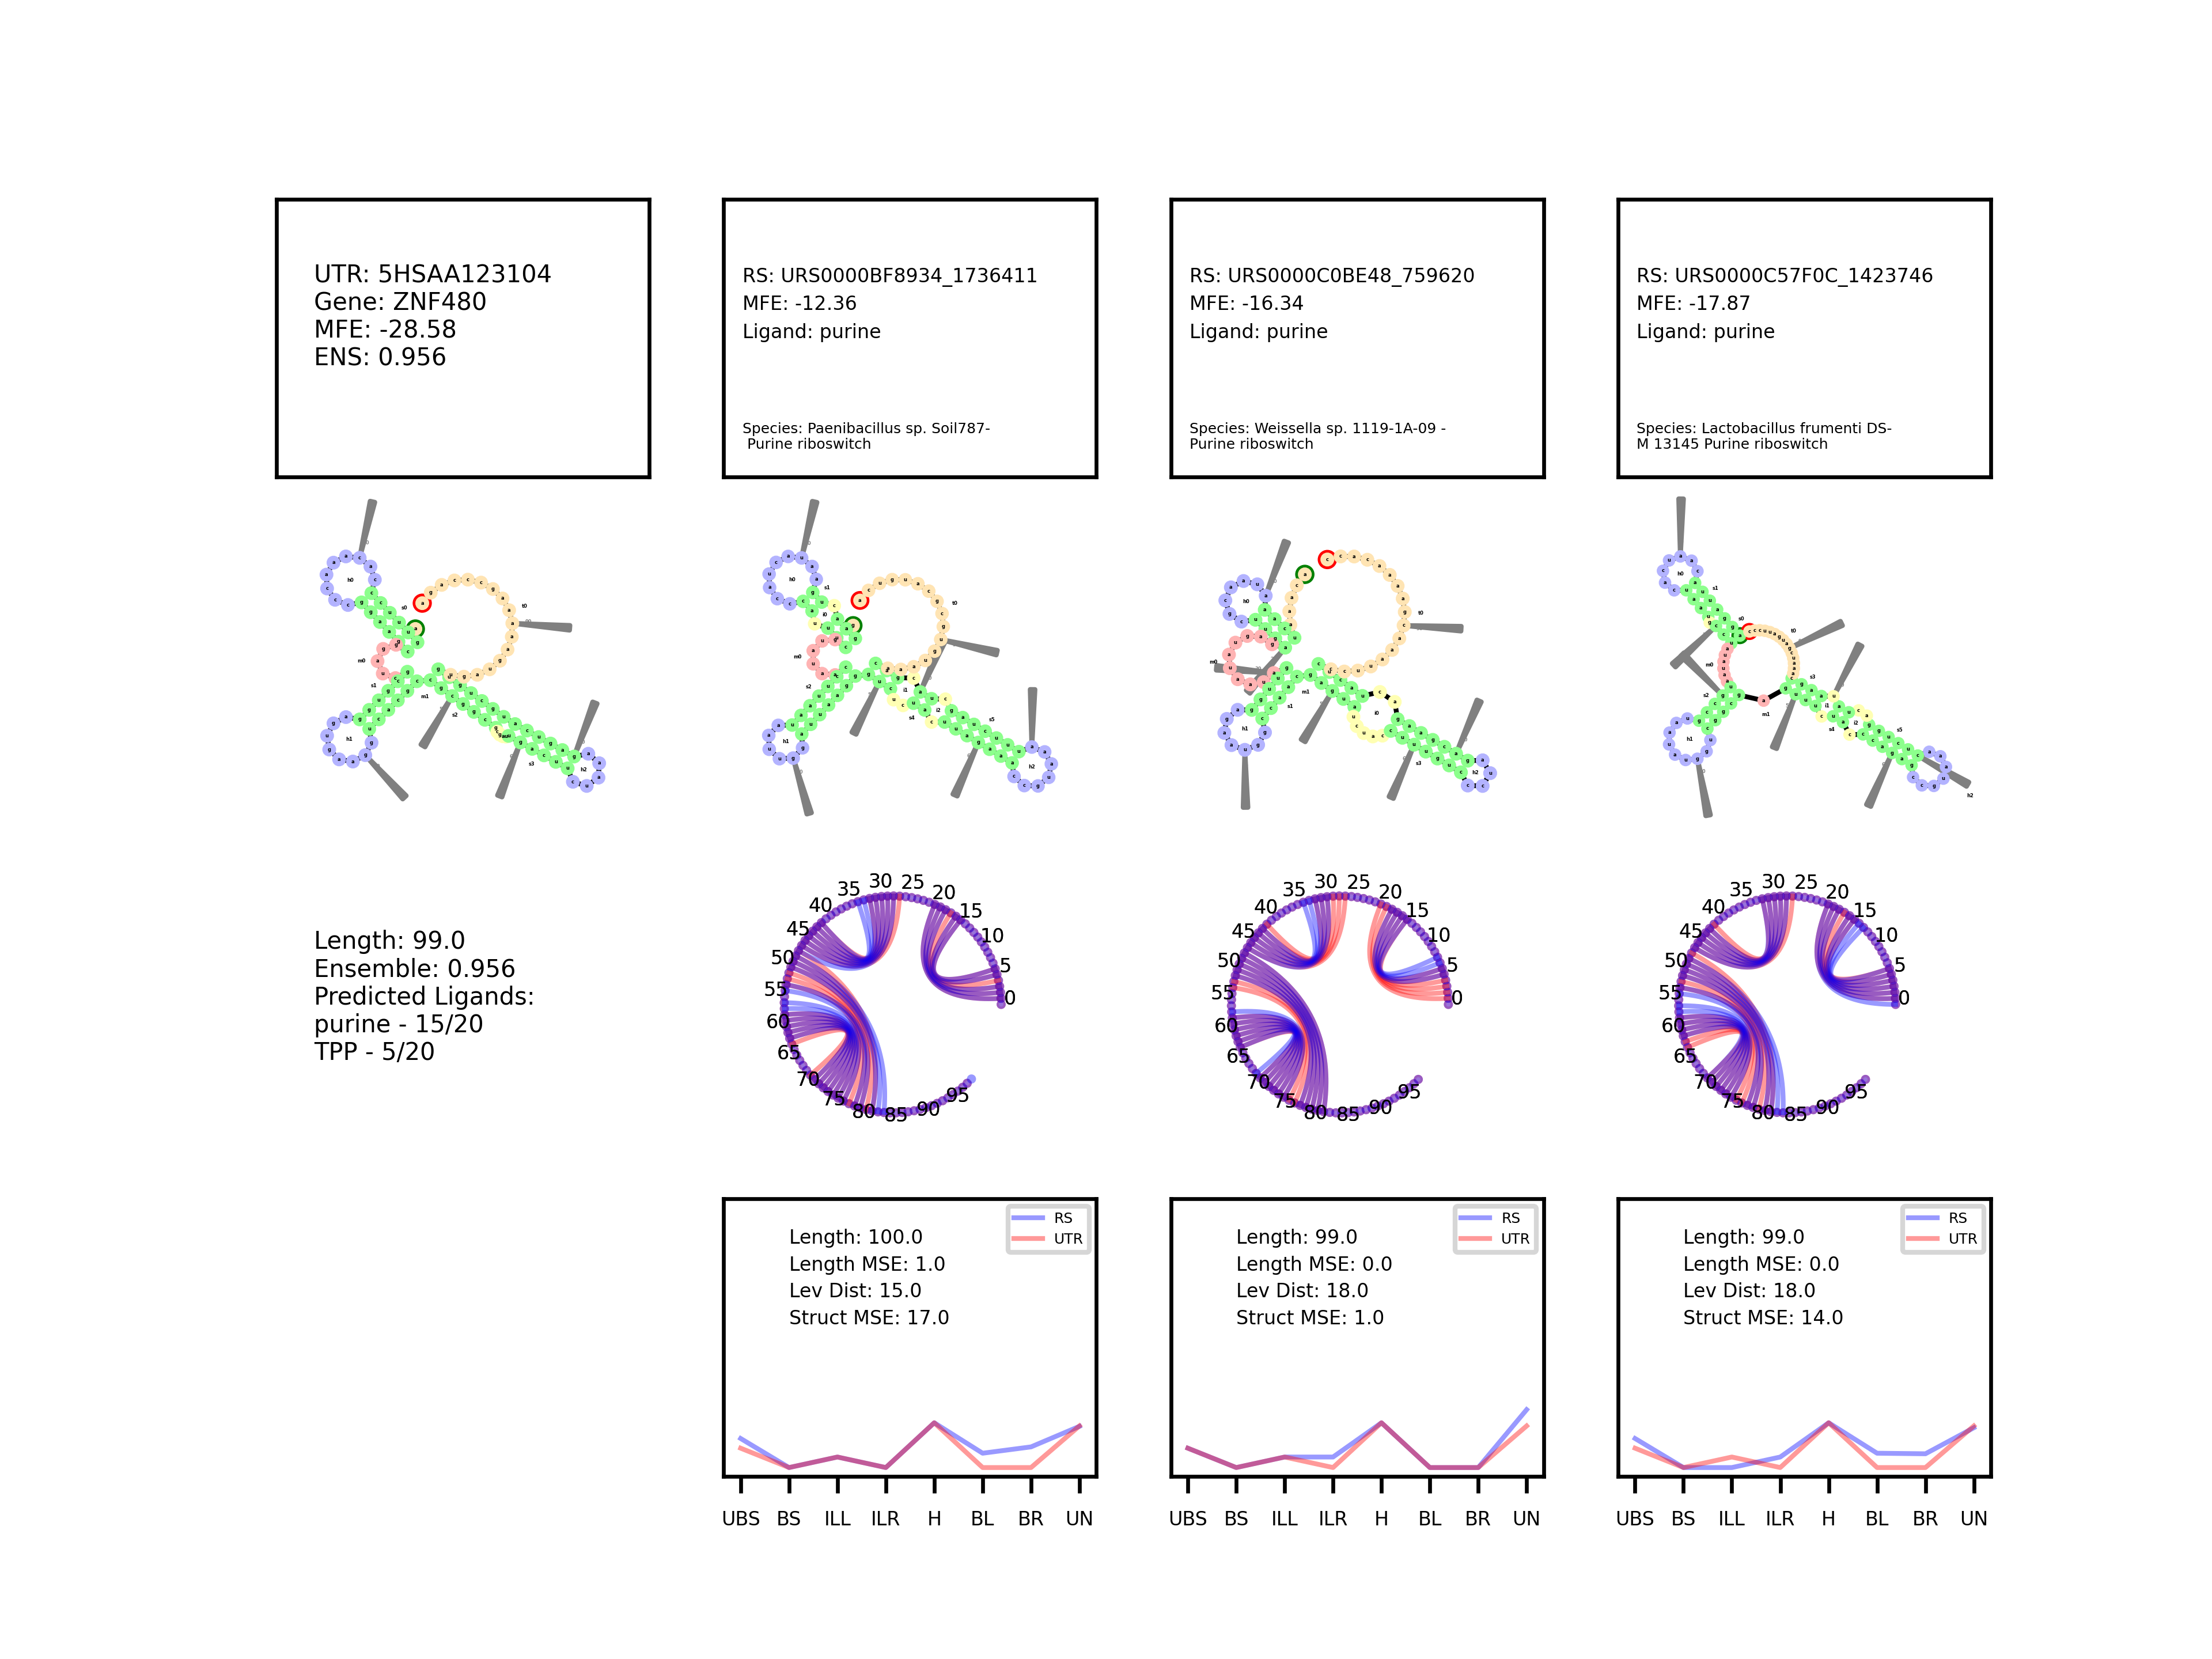 UTR: 5HSAA123104
Gene: ZNF480
MFE: -28.58
ENS: 0.956
RS: URS0000BF8934_1736411
MFE: -12.36
Ligand: purine
Species: Paenibacillus sp. Soil787-
Purine riboswitch
RS: URS0000C0BE48_759620
MFE: -16.34
Ligand: purine
Species: Weissella sp. 1119-1A-09 -
Purine riboswitch
RS: URS0000C57F0C_1423746
MFE: -17.87
Ligand: purine
Species: Lactobacillus frumenti DS-
M 13145 Purine riboswitch
Length: 99.0
Ensemble: 0.956
Predicted Ligands:
purine - 15/20
TPP - 5/20
0 5 10 15 20 25 30 35 40 45 50 55 60 65 70 75 80 85 90 95
0 5 10 15 20 25 30 35 40 45 50 55 60 65 70 75 80 85 90 95
0 5 10 15 20 25 30 35 40 45 50 55 60 65 70 75 80 85 90 95
RS
UTR
Length: 100.0
Length MSE: 1.0
Lev Dist: 15.0
Struct MSE: 17.0
UBS BS ILL ILR H BL BR UN
RS
UTR
Length: 99.0
Length MSE: 0.0
Lev Dist: 18.0
Struct MSE: 1.0
UBS BS ILL ILR H BL BR UN
RS
UTR
Length: 99.0
Length MSE: 0.0
Lev Dist: 18.0
Struct MSE: 14.0
UBS BS ILL ILR H BL BR UN